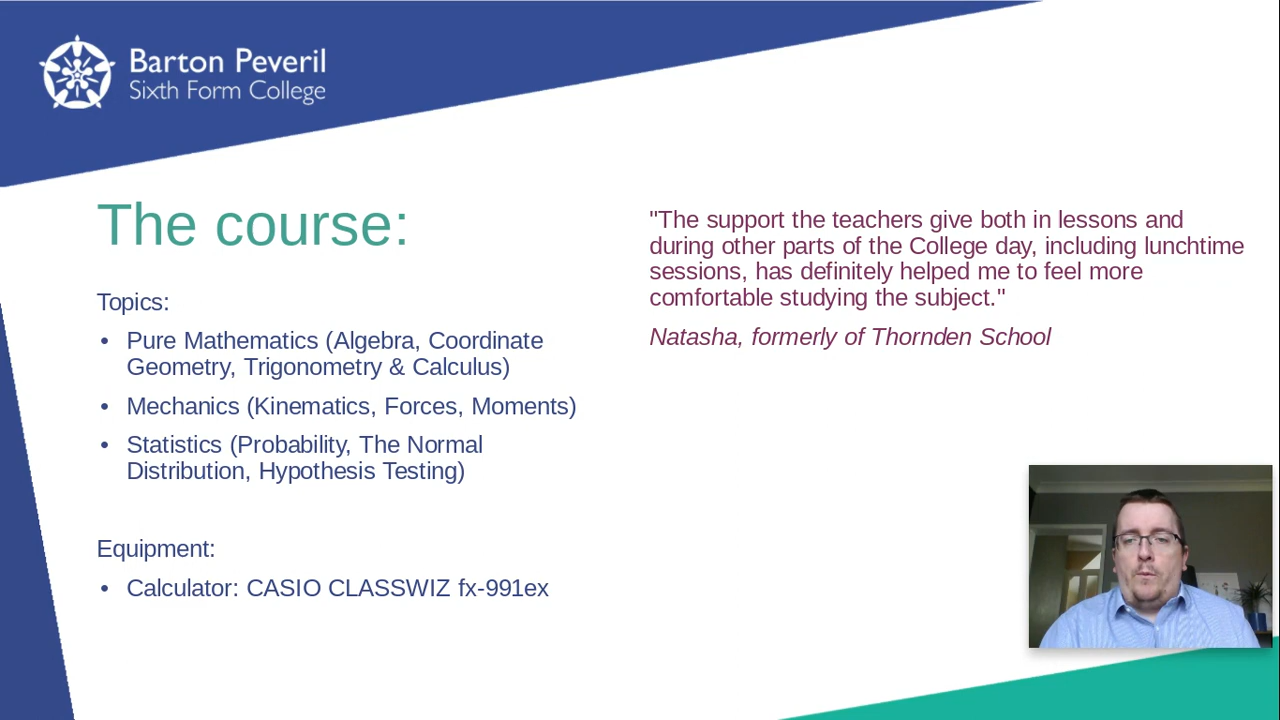 Barton Peveril
Sixth Form College
The course:
Topics:
• Pure Mathematics (Algebra, Coordinate
Geometry, Trigonometry & Calculus)
• Mechanics (Kinematics, Forces, Moments)
• Statistics (Probability, The Normal
Distribution, Hypothesis Testing)
Equipment:
• Calculator: CASIO CLASSWIZ fx-991ex
"The support the teachers give both in lessons and
during other parts of the College day, including lunchtime
sessions, has definitely helped me to feel more
comfortable studying the subject."
Natasha, formerly of Thornden School